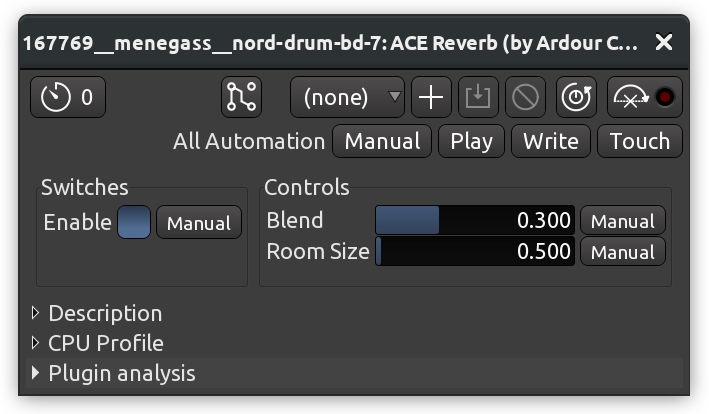 167769__menegass__nord-drum-bd-7: ACE Reverb (by Ardour C...
0 (none)
All Automation Manual Play Write Touch
Switches Controls
Enable Manual Blend 0.300 Manual
Room Size 0.500 Manual
Description
CPU Profile
Plugin analysis